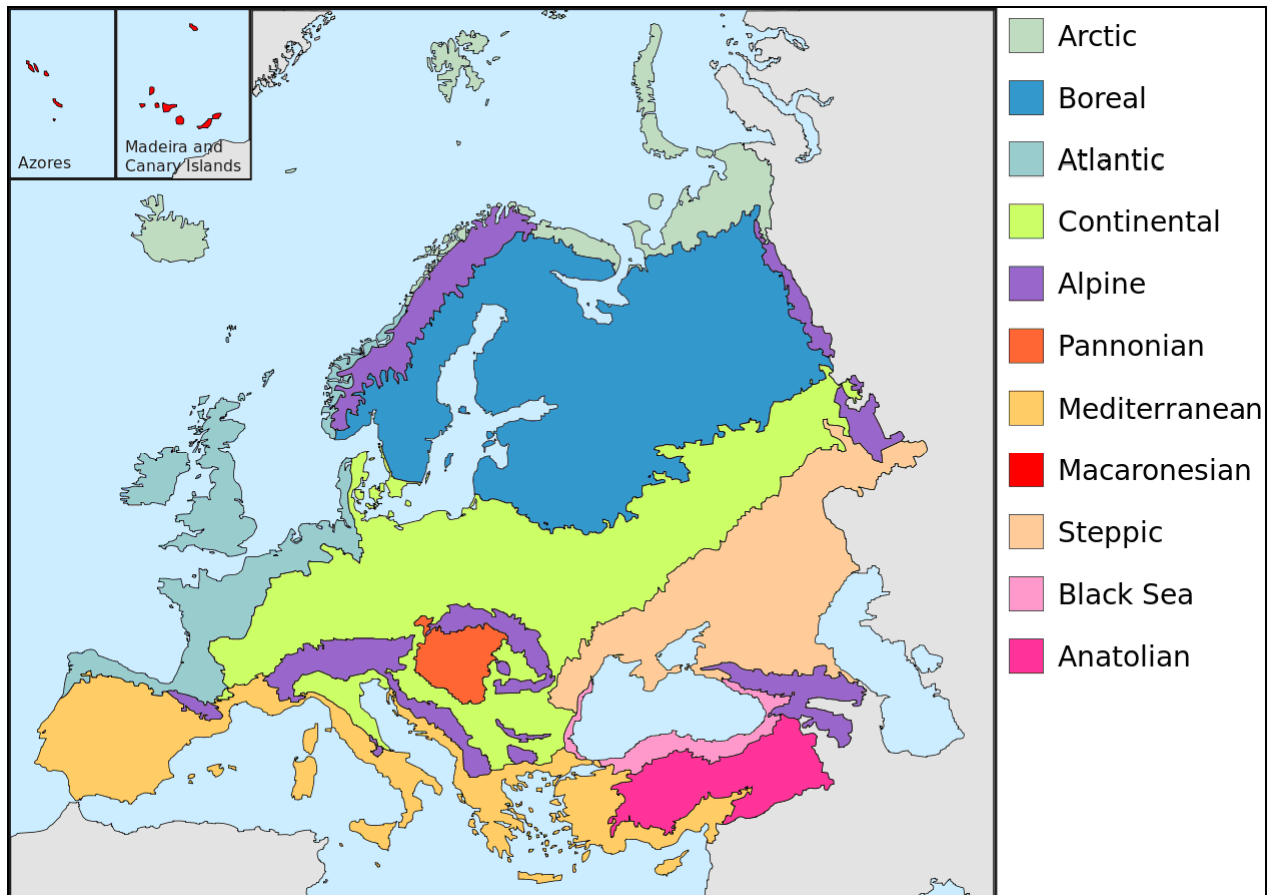 Azores
Madeira and
Canary Islands
Arctic
Boreal
Atlantic
Continental
Alpine
Pannonian
Mediterranean
Macaronesian
Steppic
Black Sea
Anatolian